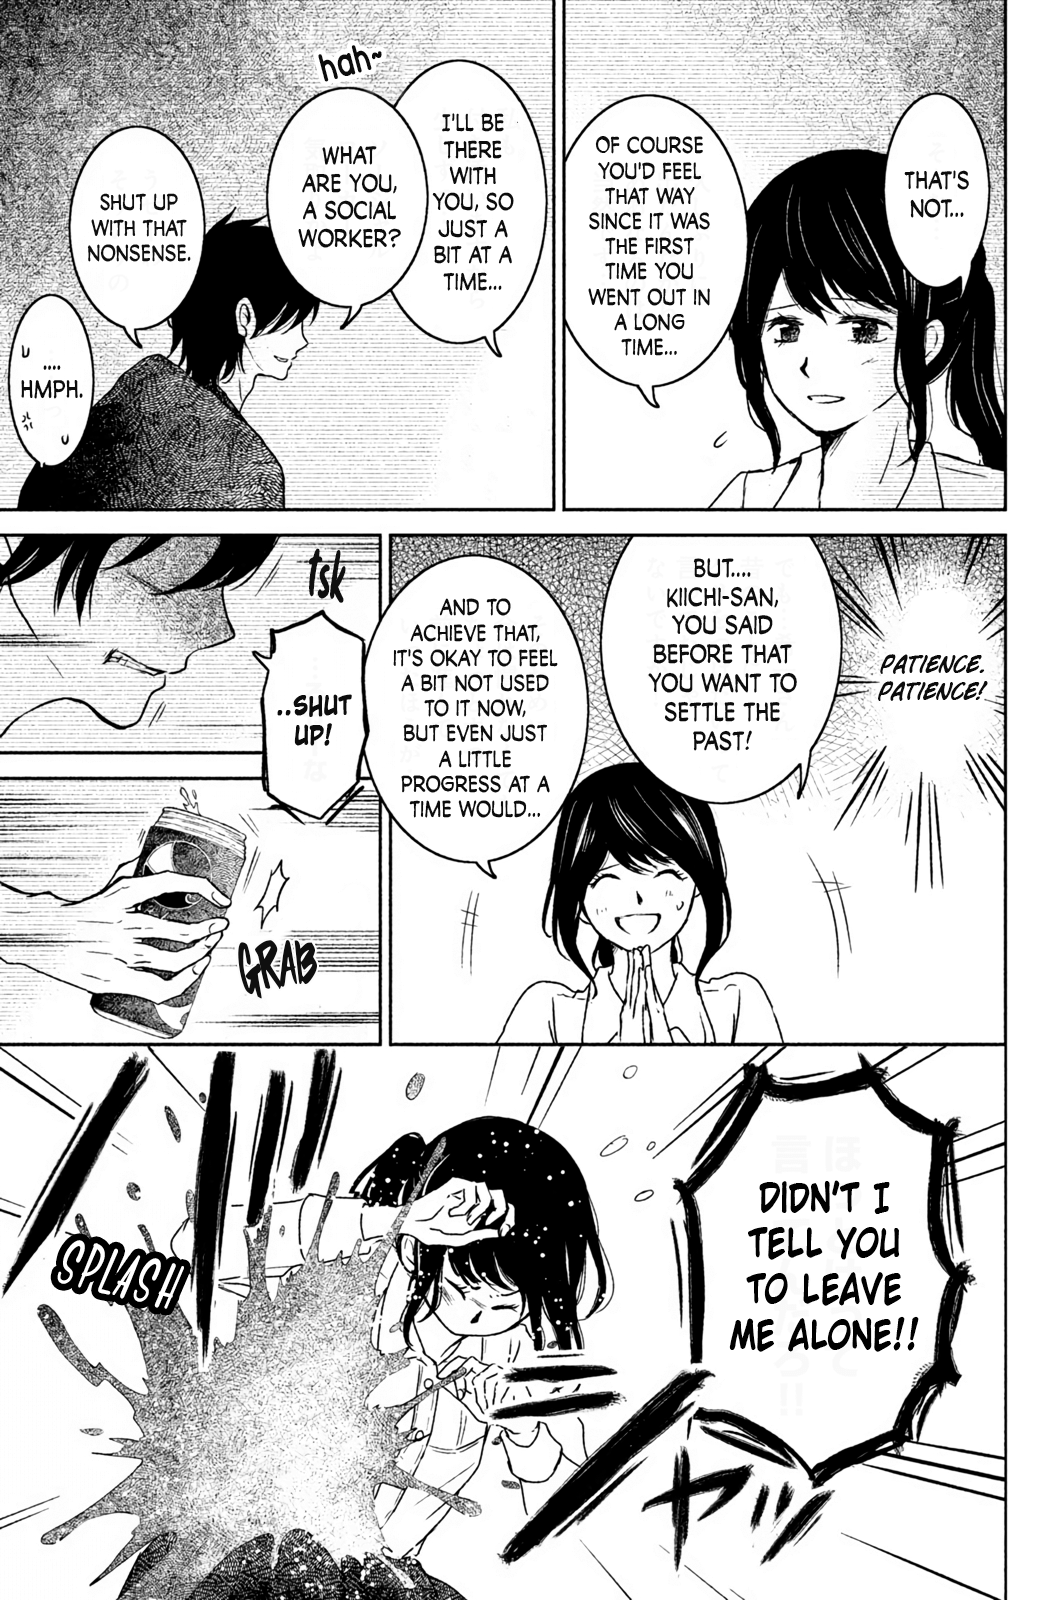 THAT'S
NOT...
OF COURSE
YOU'D FEEL
THAT WAY
SINCE IT WAS
THE FIRST
TIME YOU
WENT OUT IN
A LONG
TIME...
I'LL BE
THERE
WITH
YOU, SO
JUST A
BIT AT A
TIME...
hah~
WHAT
ARE YOU,
A SOCIAL
WORKER?
SHUT UP
WITH THAT
NONSENSE.
....
HMPH.
PATIENCE.
PATIENCE!
BUT....
KIICHI-SAN,
YOU SAID
BEFORE THAT
YOU WANT TO
SETTLE THE
PAST!
AND TO
ACHIEVE THAT,
IT'S OKAY TO FEEL
A BIT NOT USED
TO IT NOW,
BUT EVEN JUST
A LITTLE
PROGRESS AT A
TIME WOULD...
tsk
..SHUT
UP!
GRAB
DIDN'T I
TELL YOU
TO LEAVE
ME ALONE!!
SPLASH